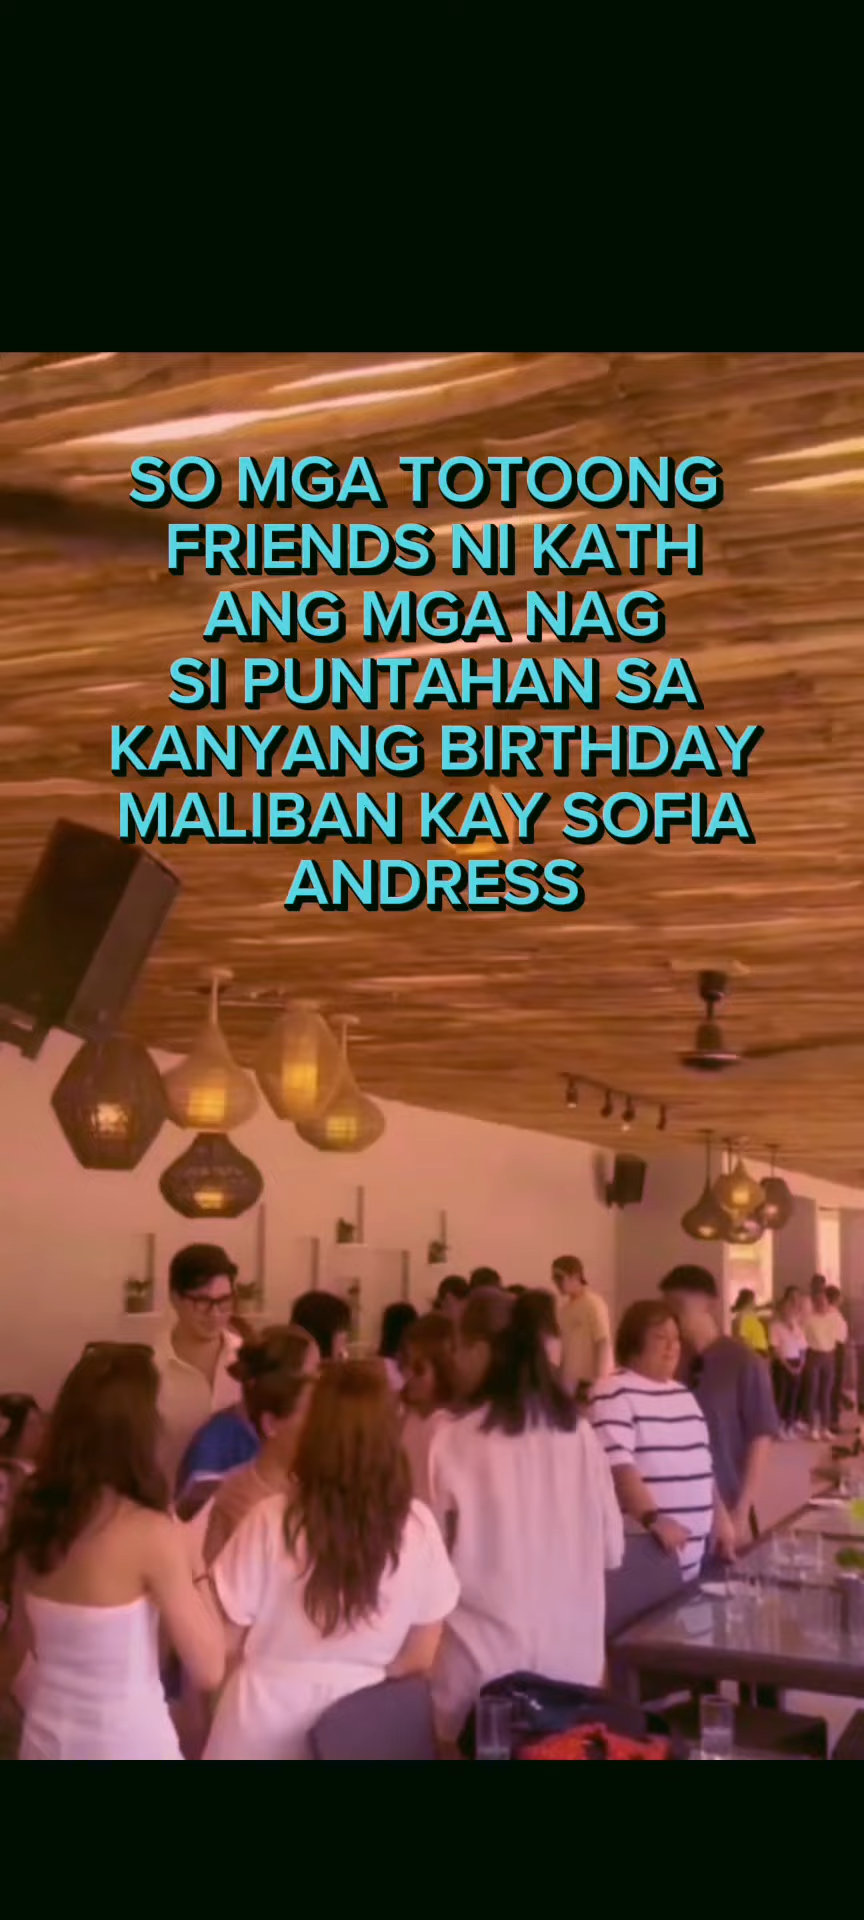 SO MGA TOTOONG
FRIENDS NI KATH
ANG MGA NAG
SI PUNTAHAN SA
KANYANG BIRTHDAY
MALIBAN KAY SOFIA
ANDRESS